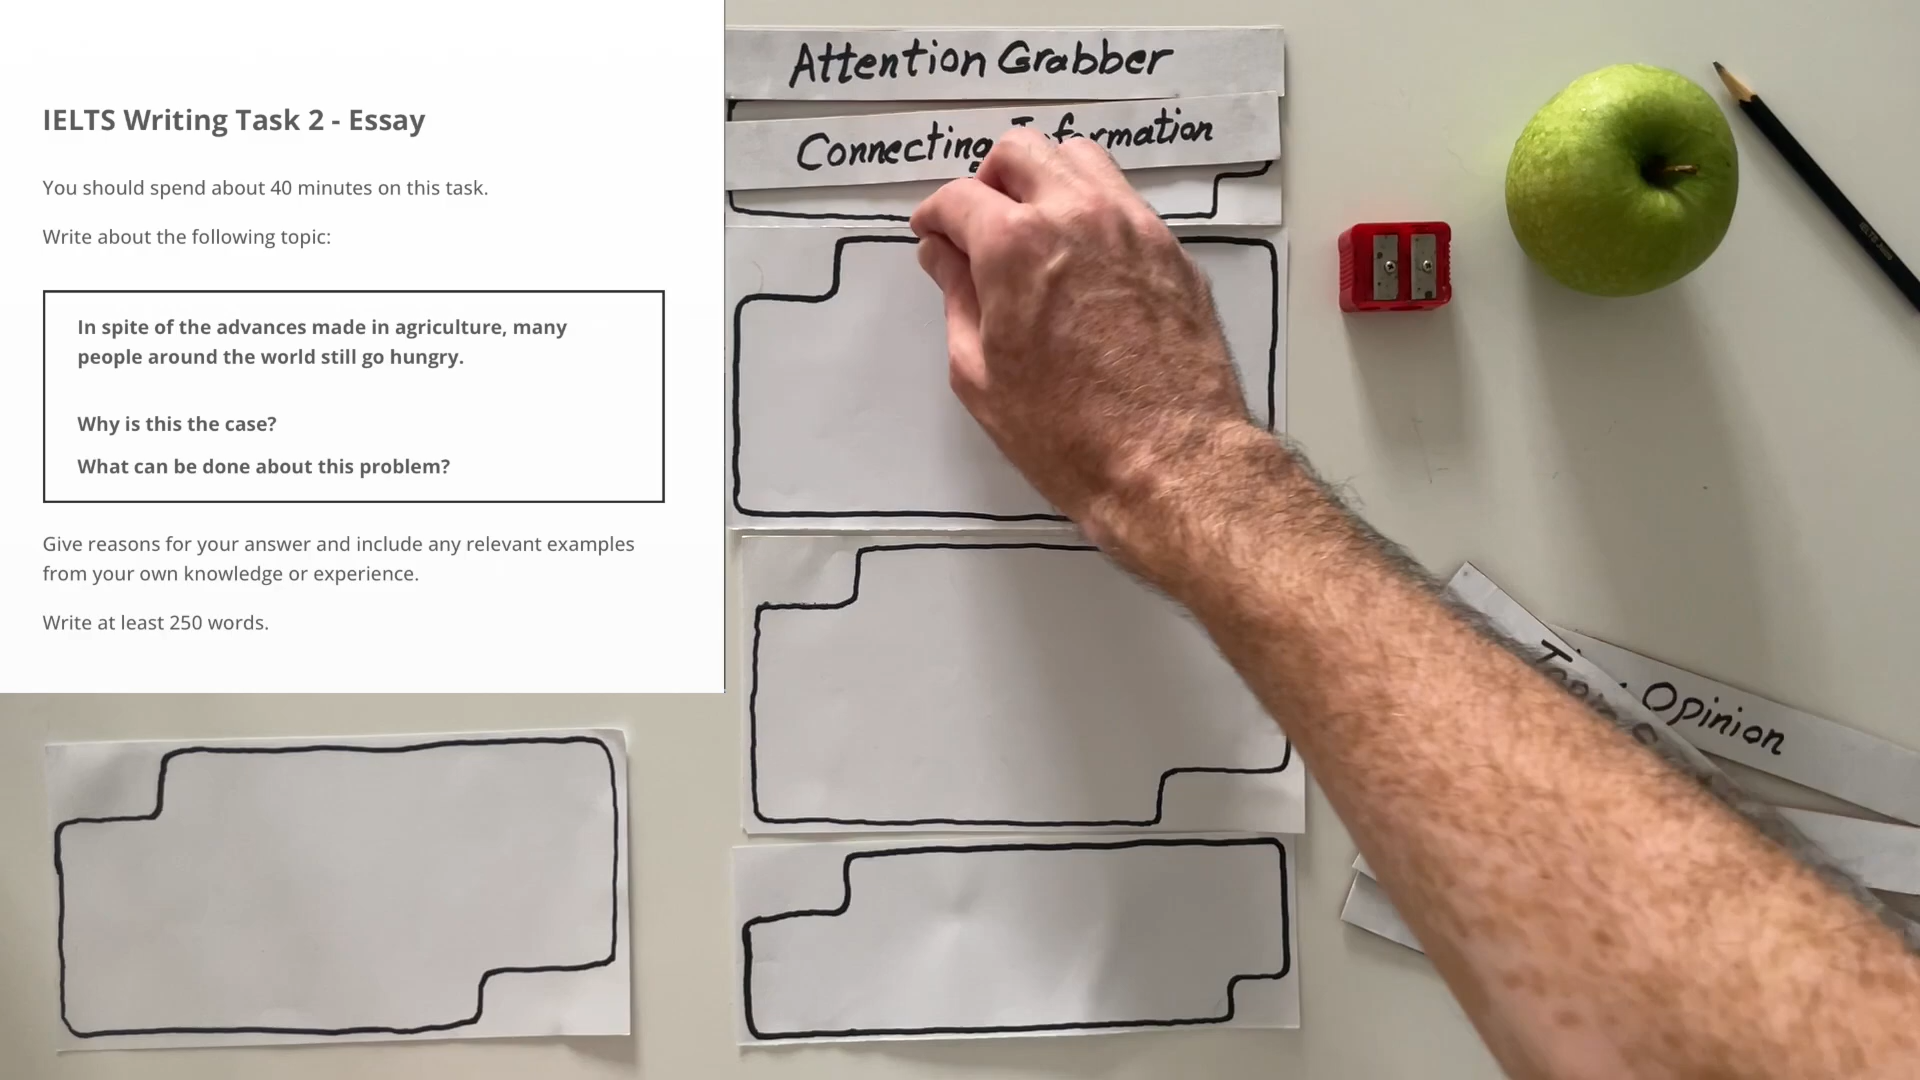 IELTS Writing Task 2 - Essay
You should spend about 40 minutes on this task.
Write about the following topic:
In spite of the advances made in agriculture, many
people around the world still go hungry.
Why is this the case?
What can be done about this problem?
Give reasons for your answer and include any relevant examples
from your own knowledge or experience.
Write at least 250 words.
Attention Grabber
Connecting Information
Opinion